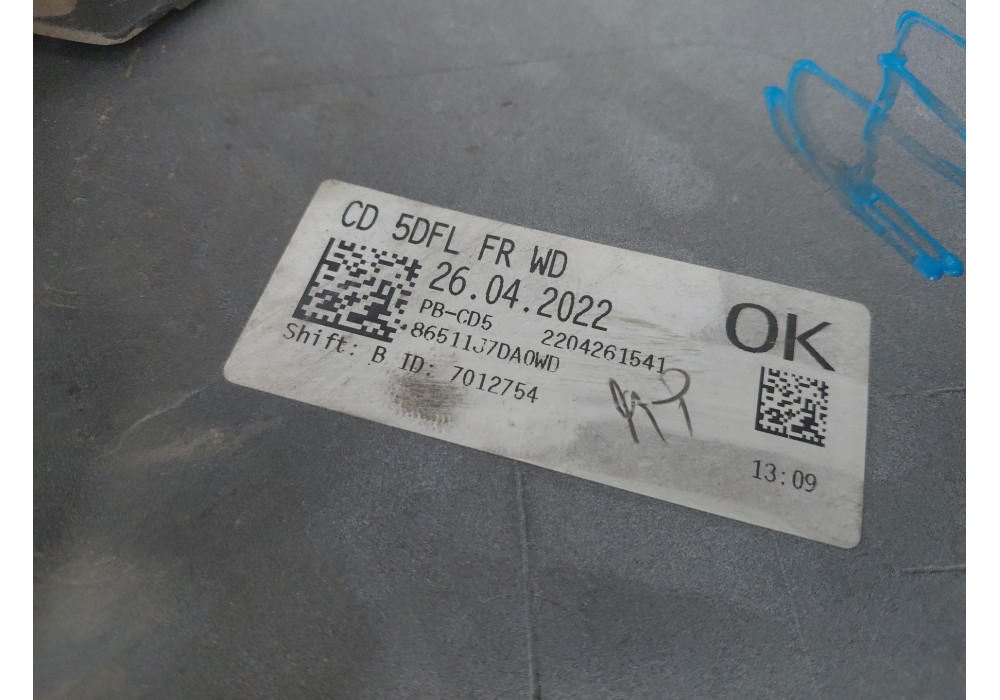 CD 5DFL FR WD
26.04.2022
PB-CD5 2204261541
86511J7DA0WD
Shift: B ID: 7012754
OK
13:09